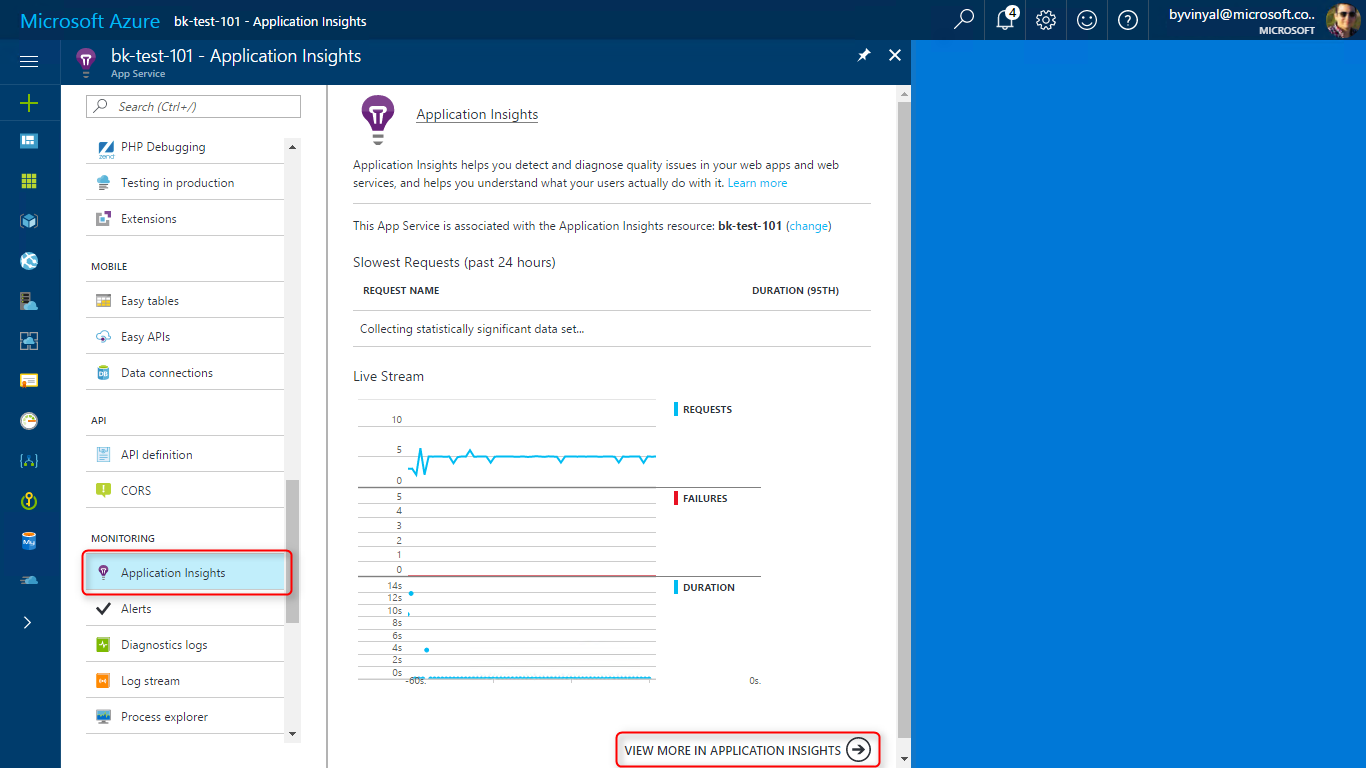 Microsoft Azure bk-test-101 - Application Insights
4
byvinyal@microsoft.co..
MICROSOFT
bk-test-101 - Application Insights
App Service
Search (Ctrl+/)
zend
PHP Debugging
Testing in production
Extensions
MOBILE
Easy tables
Easy APIs
DB
Data connections
API
API definition
CORS
MONITORING
Application Insights
Alerts
Diagnostics logs
Log stream
Process explorer
My
Application Insights
Application Insights helps you detect and diagnose quality issues in your web apps and web
services, and helps you understand what your users actually do with it. Learn more
This App Service is associated with the Application Insights resource: bk-test-101 (change)
Slowest Requests (past 24 hours)
REQUEST NAME DURATION (95TH)
Collecting statistically significant data set...
Live Stream
REQUESTS
10
5
0
FAILURES
5
4
3
2
2
1
0
DURATION
14s
12s
10s
8s
6s
4s
2s
0s
-60s. 0s.
VIEW MORE IN APPLICATION INSIGHTS